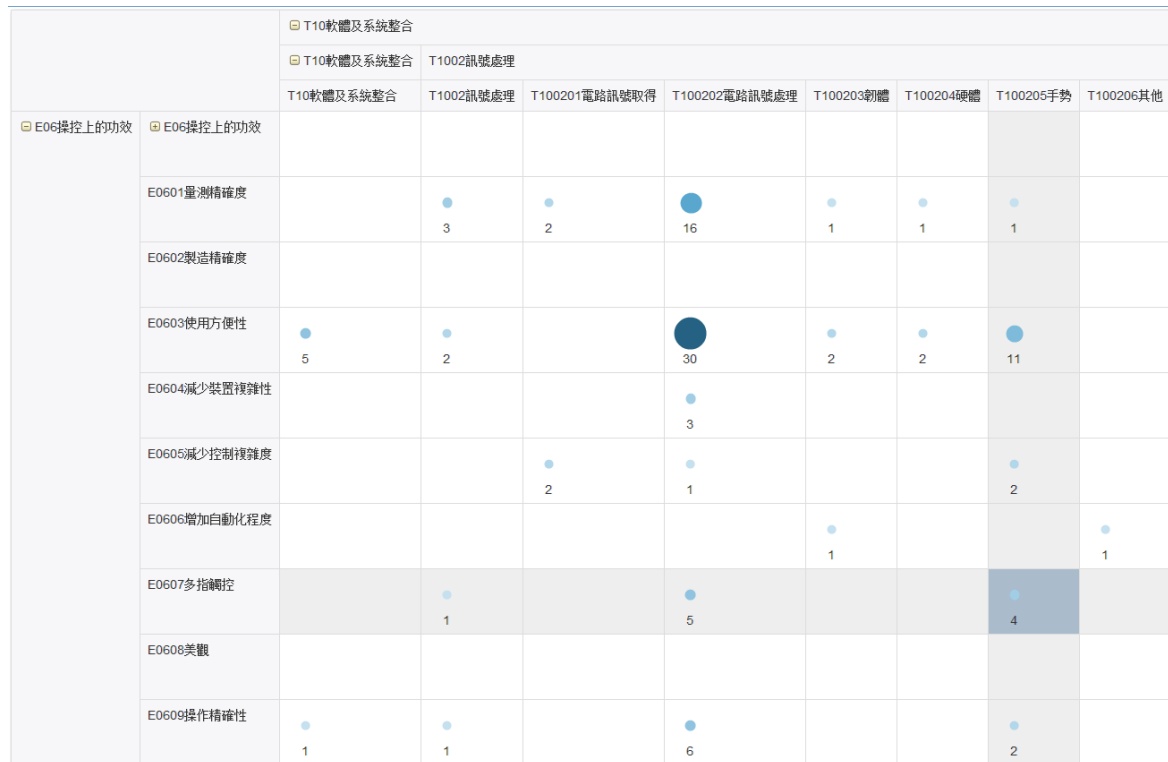 T10軟體及系統整合
T10軟體及系統整合 T1002訊號處理
T10軟體及系統整合 T1002訊號處理 T100201電路訊號取得 T100202電路訊號處理 T100203韌體 T100204硬體 T100205手勢 T100206其他
E06操控上的功效 E06操控上的功效
E0601量測精確度
3 2 16 1 1 1
E0602製造精確度
E0603使用方便性
5 2 30 2 2 11
E0604減少裝置複雜性
3
E0605減少控制複雜度
2 1 2
E0606增加自動化程度
1 1
E0607多指觸控
1 5 4
E0608美觀
E0609操作精確性
1 1 6 2